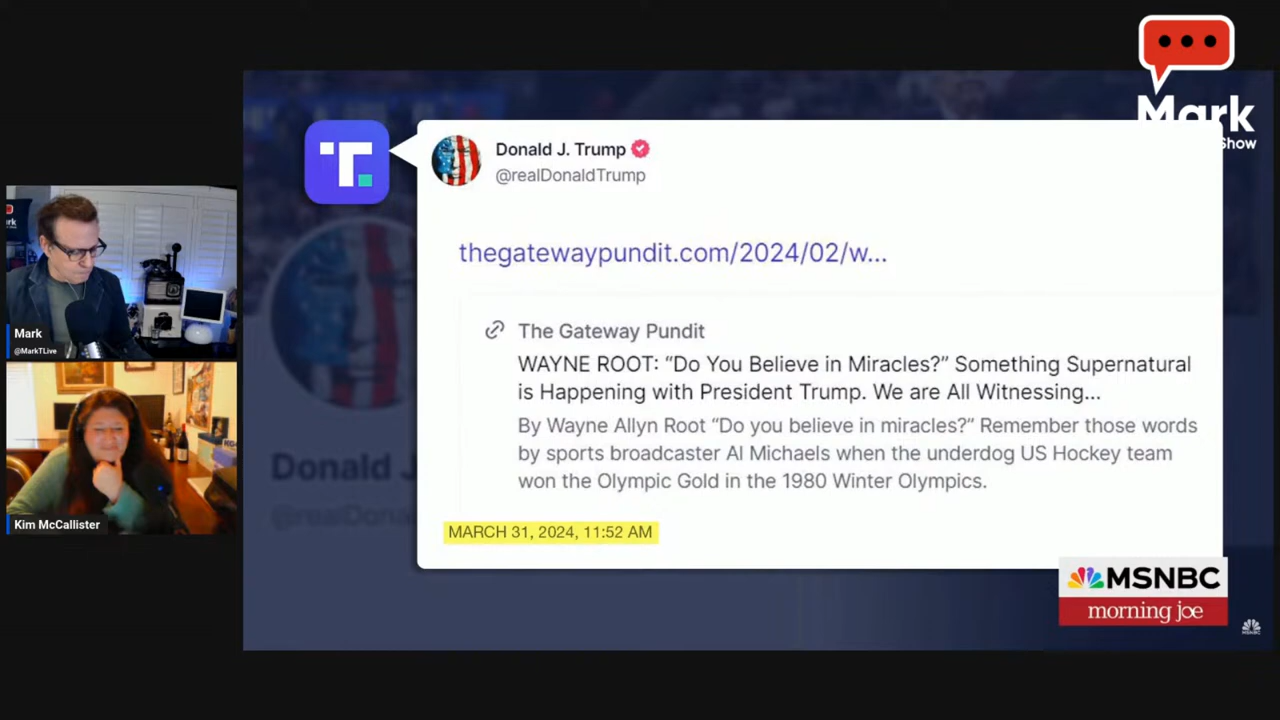 Mark
Show
T.
Donald J. Trump
@realDonaldTrump
thegatewaypundit.com/2024/02/w...
The Gateway Pundit
WAYNE ROOT: “Do You Believe in Miracles?” Something Supernatural
is Happening with President Trump. We are All Witnessing...
By Wayne Allyn Root “Do you believe in miracles?” Remember those words
by sports broadcaster Al Michaels when the underdog US Hockey team
won the Olympic Gold in the 1980 Winter Olympics.
MARCH 31, 2024, 11:52 AM
Donald J
@realDona
Mark
@MarkTLive
Kim McCallister
MSNBC
morning joe
MSNBC